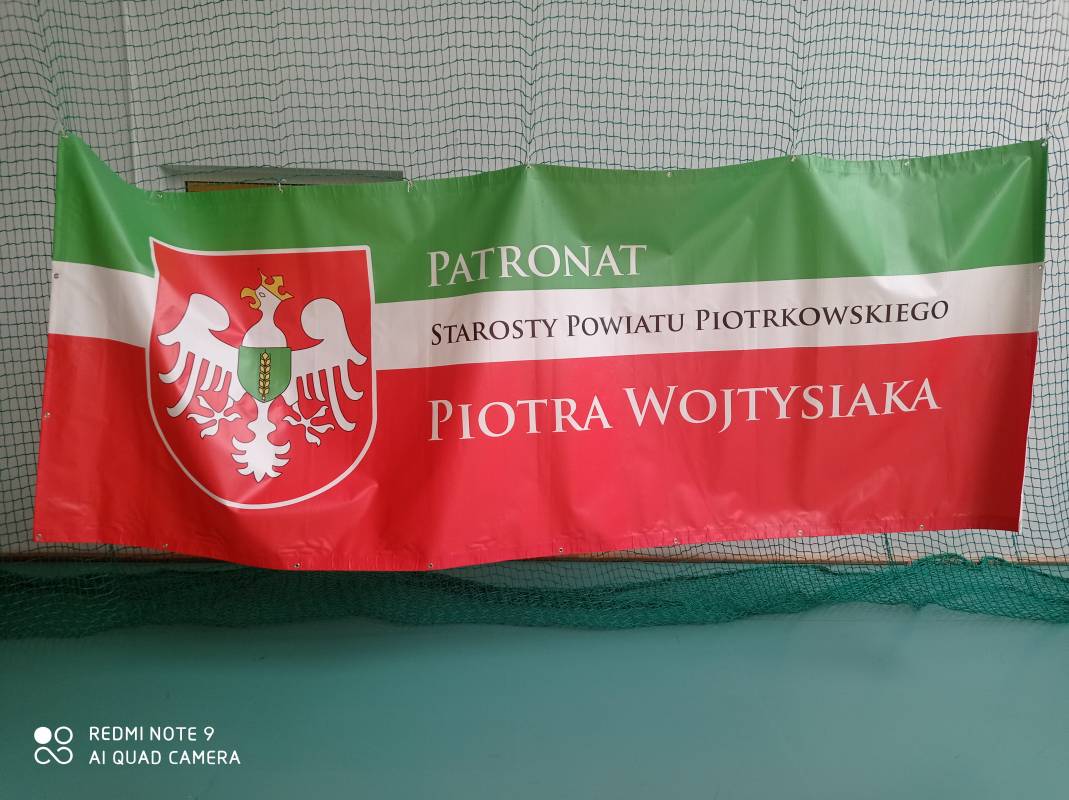 PATRONAT
STAROSTY POWIATU PIOTRKOWSKIEGO
PIOTRA WOJTYSIAKA
REDMI NOTE 9
AI QUAD CAMERA